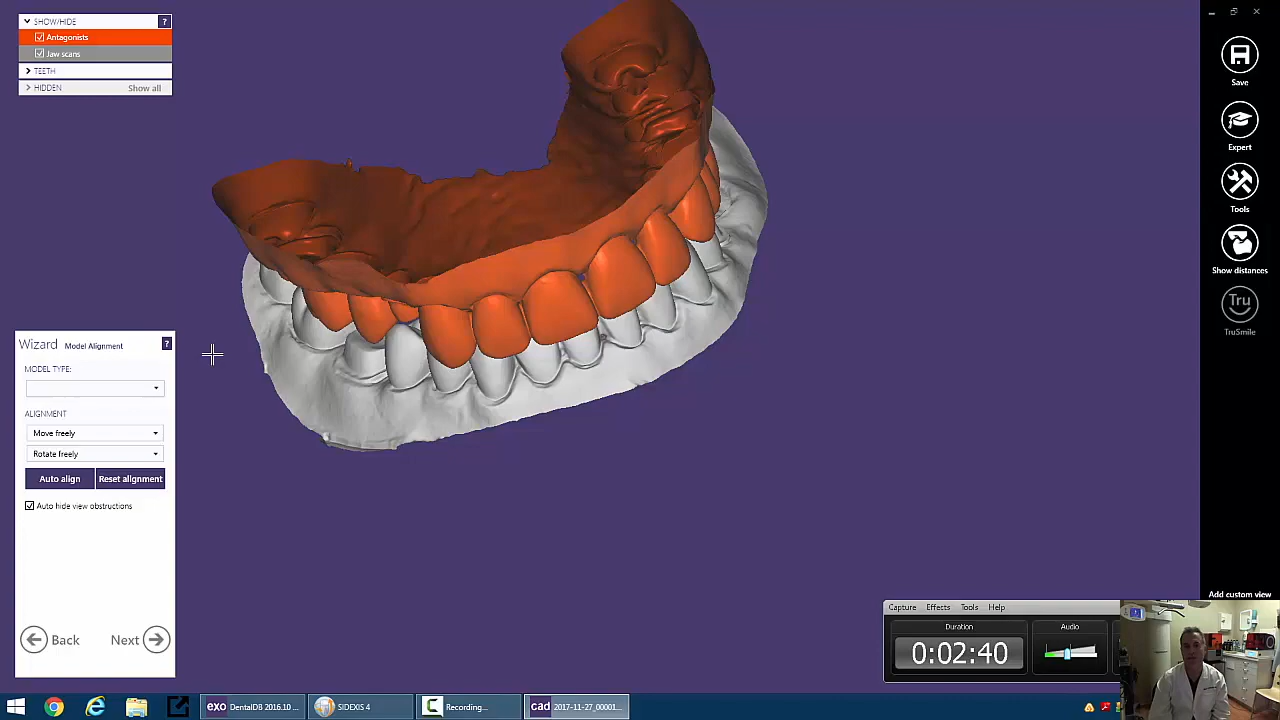 SHOW/HIDE ?
Antagonists
Jaw scans
TEETH
HIDDEN Show all
Save
Expert
Tools
Show distances
Tru
TruSmile
Wizard Model Alignment ?
MODEL TYPE:
ALIGNMENT
Move freely
Rotate freely
Auto align Reset alignment
Auto hide view obstructions
Back Next
Add custom view
Capture Effects Tools Help
Duration Audio
0:02:40
exo DentalDB 2016.10 ...
SIDEXIS 4
Recording...
cad 2017-11-27_00001...